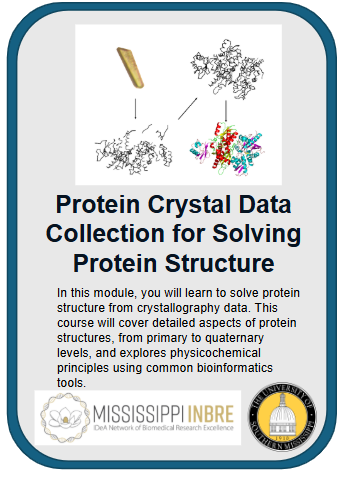 Protein Crystal Data
Collection for Solving
Protein Structure
In this module, you will learn to solve protein
structure from crystallography data. This
course will cover detailed aspects of protein
structures, from primary to quaternary
levels, and explores physicochemical
principles using common bioinformatics
tools.
MISSISSIPPI INBRE
IDeA Network of Biomedical Research Excellence
THE UNIVERSITY OF
SOUTHERN MISSISSIPPI
1910